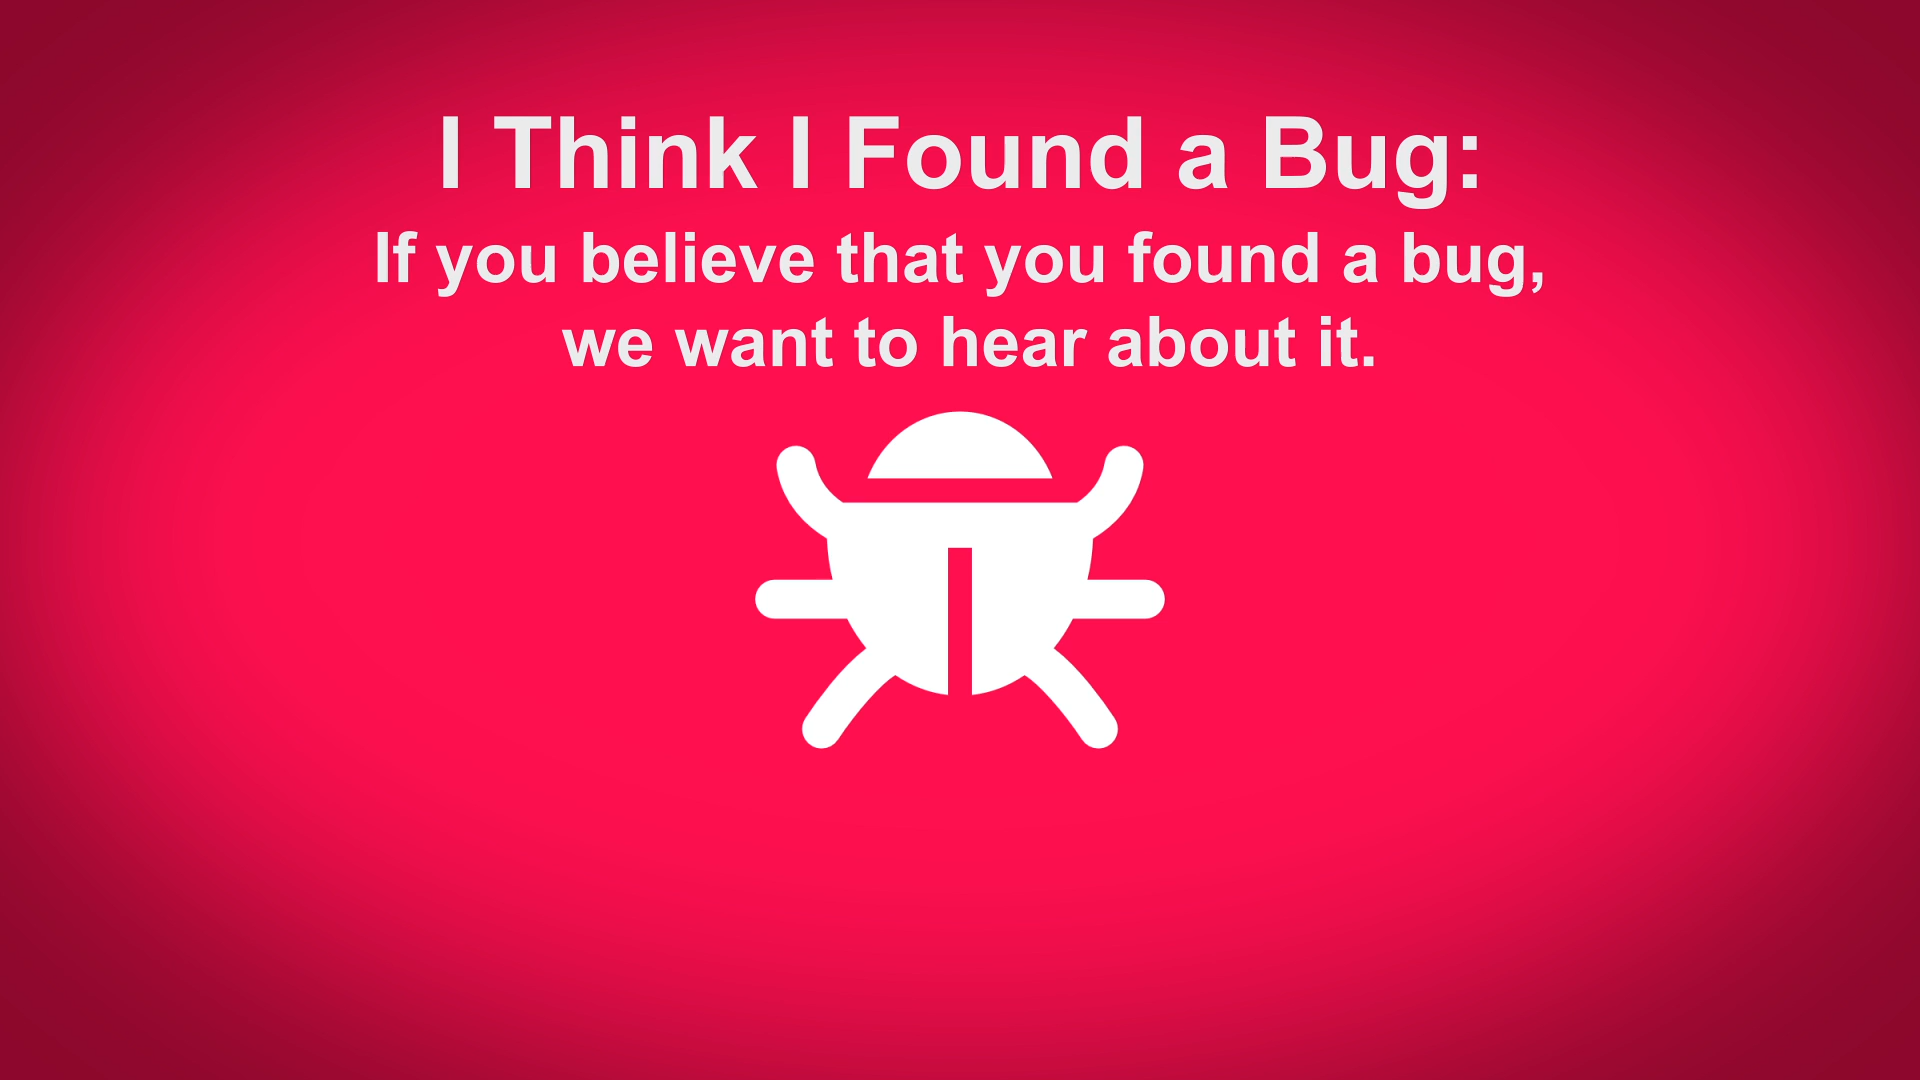 I Think I Found a Bug:
If you believe that you found a bug,
we want to hear about it.